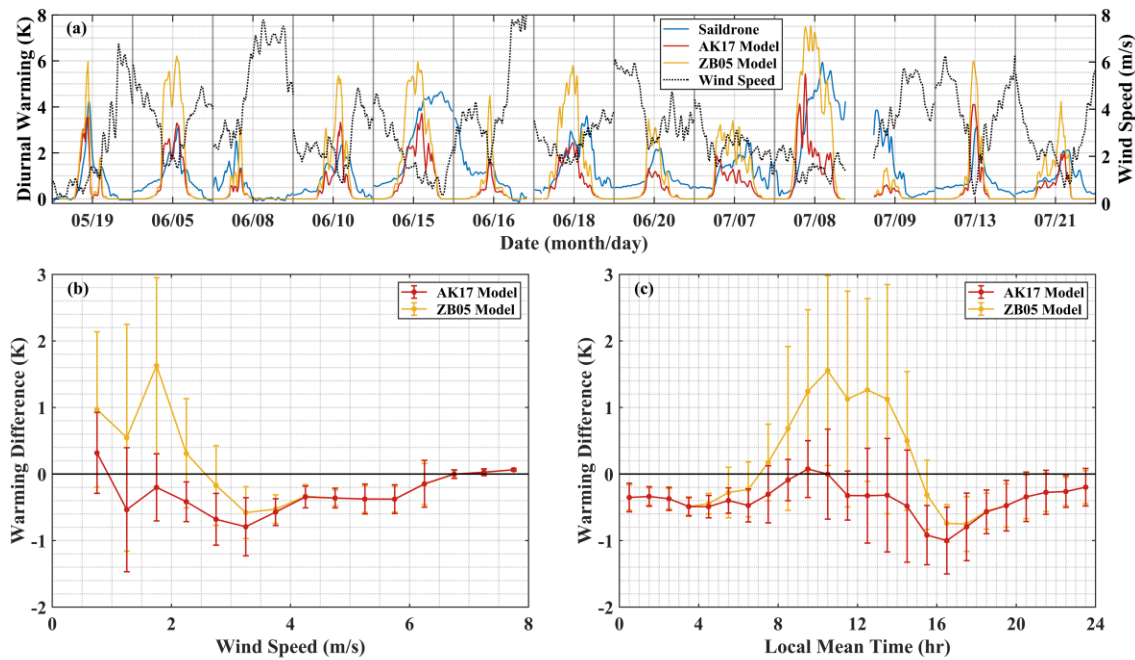 (a)
Diurnal Warming (K)
8
6
4
2
0
Saildrone
AK17 Model
ZB05 Model
Wind Speed
8
6
4
2
0
Wind Speed (m/s)
05/19 06/05 06/08 06/10 06/15 06/16 06/18 06/20 07/07 07/08 07/09 07/13 07/21
Date (month/day)
(b)
Warming Difference (K)
3
2
1
0
-1
-2
AK17 Model
ZB05 Model
0 2 4 6 8
Wind Speed (m/s)
(c)
Warming Difference (K)
3
2
1
0
-1
-2
AK17 Model
ZB05 Model
0 4 8 12 16 20 24
Local Mean Time (hr)